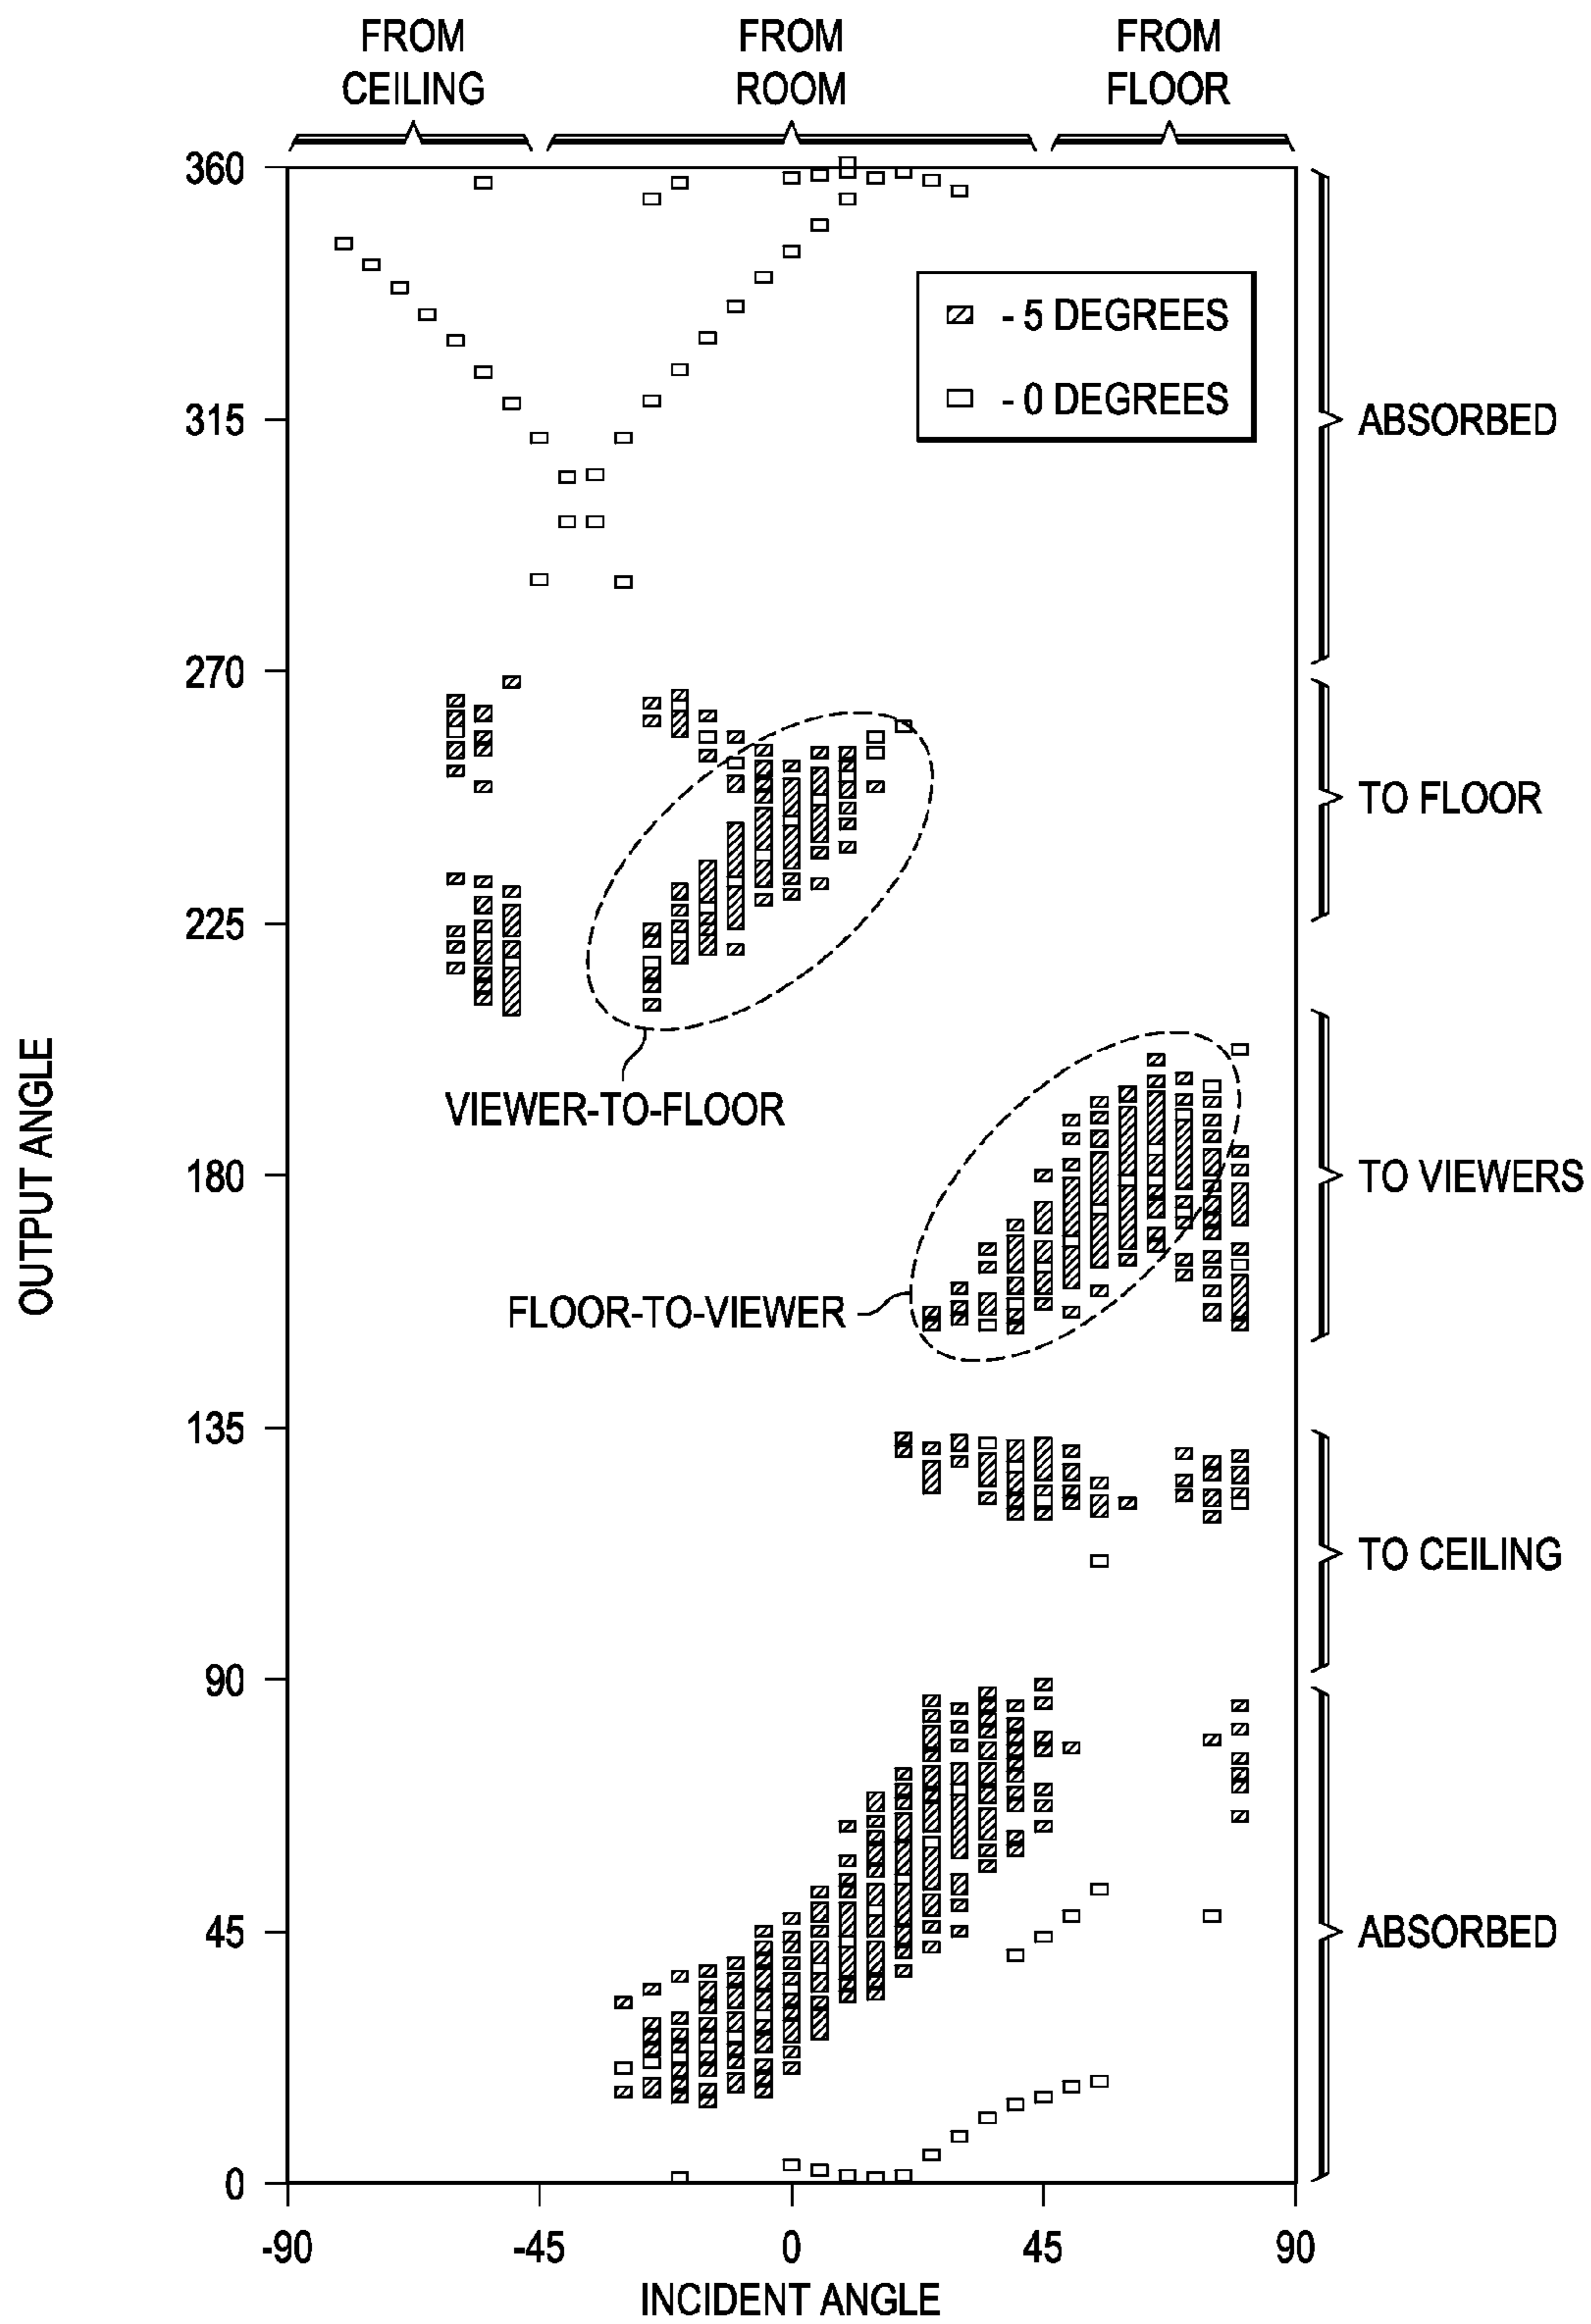 FROM CEILING
FROM ROOM
FROM FLOOR
360
315
270
225
180
135
90
45
0
OUTPUT ANGLE
- 5 DEGREES
- 0 DEGREES
VIEWER-TO-FLOOR
FLOOR-TO-VIEWER
ABSORBED
TO FLOOR
TO VIEWERS
TO CEILING
ABSORBED
-90
-45
0
45
90
INCIDENT ANGLE